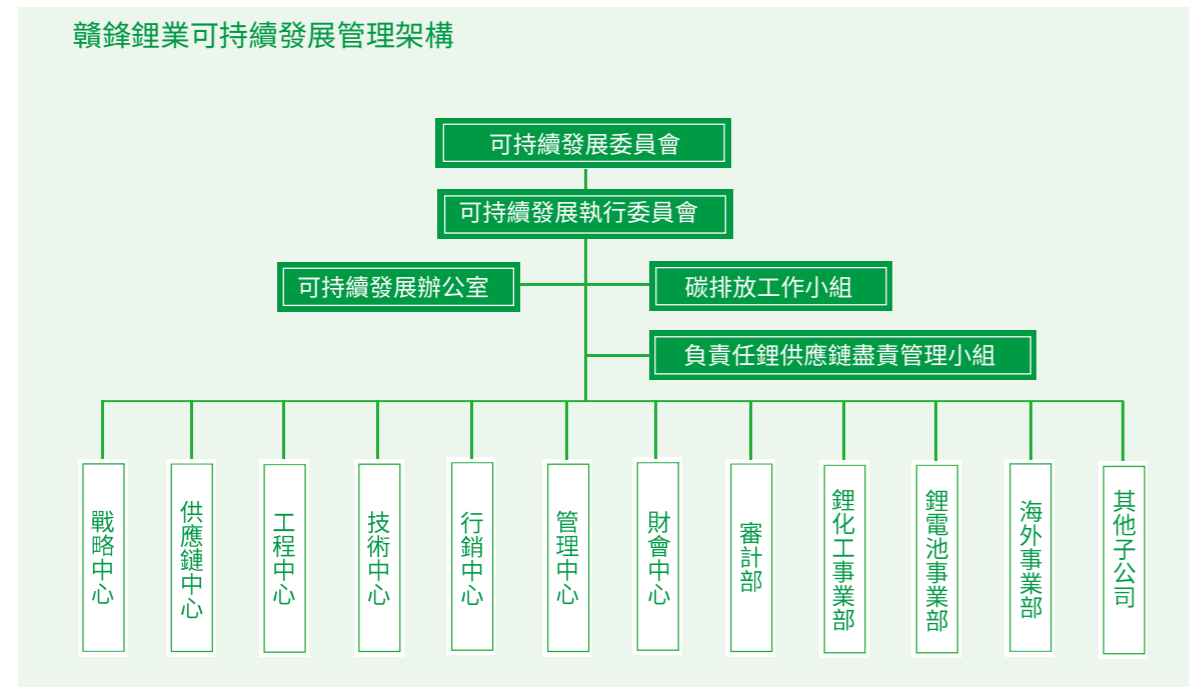 贛鋒鋰業可持續發展管理架構
可持續發展委員會
可持續發展執行委員會
可持續發展辦公室
碳排放工作小組
負責任鋰供應鏈盡責管理小組
戰略中心
供應鏈中心
工程中心
技術中心
行銷中心
管理中心
財會中心
審計部
鋰化工事業部
鋰電池事業部
海外事業部
其他子公司